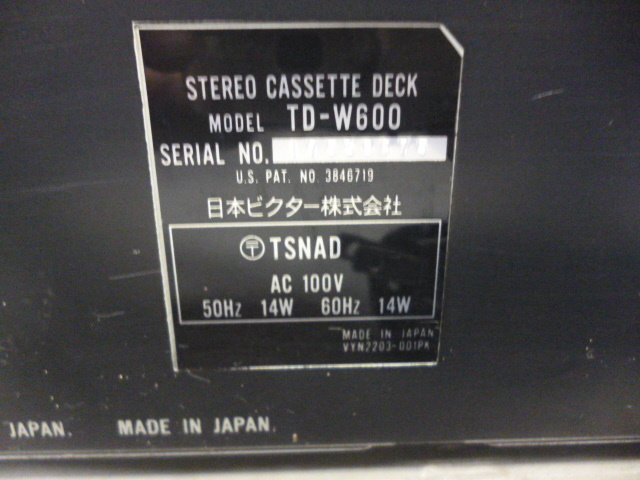 STEREO CASSETTE DECK
MODEL TD-W600
SERIAL NO.
U.S. PAT. NO. 3846719
日本ビクター株式会社
〶 TSNAD
AC 100V
50Hz 14W 60Hz 14W
MADE IN JAPAN
VYN2203-001PK
JAPAN. MADE IN JAPAN.